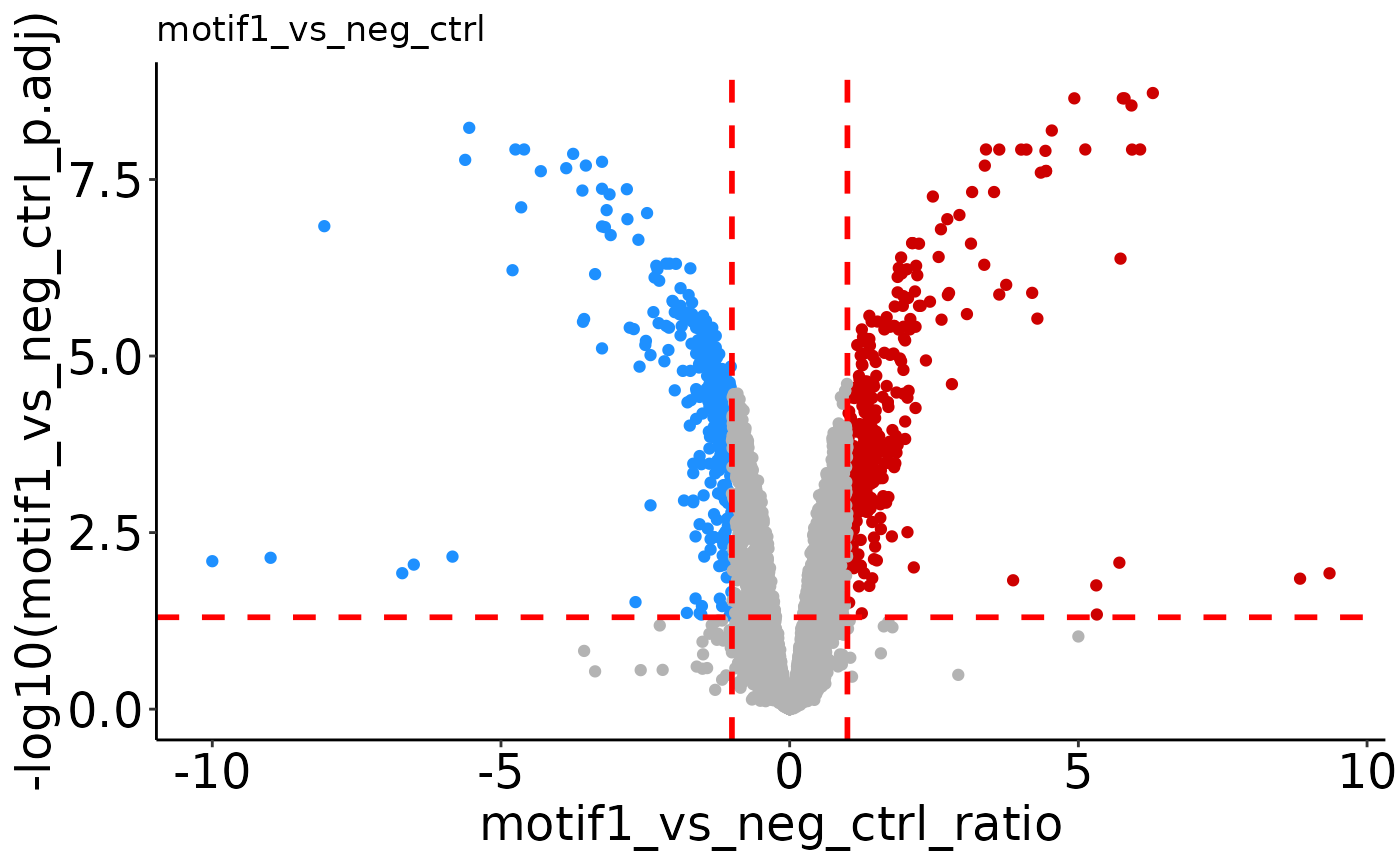 motif1_vs_neg_ctrl
-log10(motif1_vs_neg_ctrl_p.adj)
7.5
5.0
2.5
0.0
-10 -5 0 5 10
motif1_vs_neg_ctrl_ratio